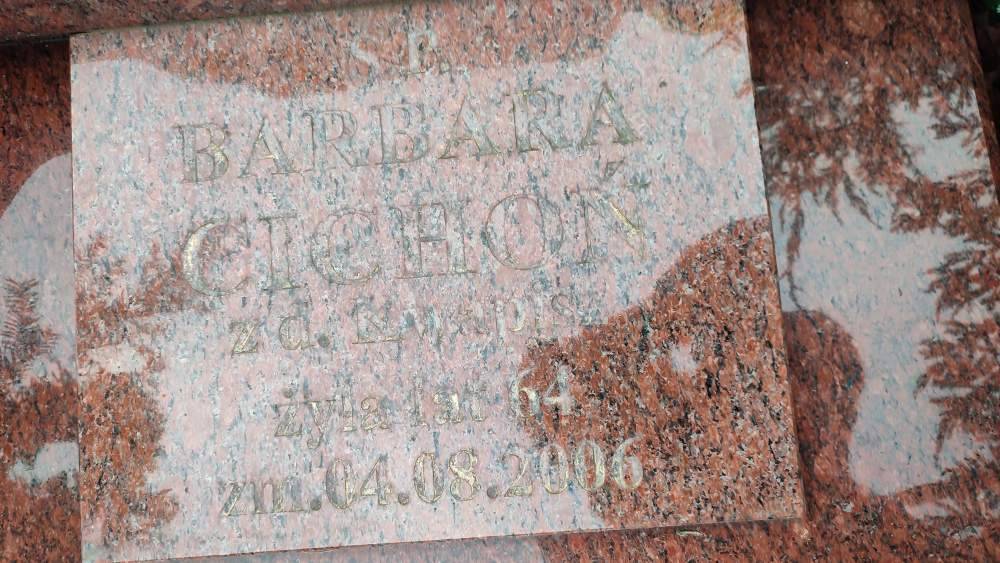 Ś.P.
BARBARA
CICHOŃ
z d.
żyła lat 64
zm.04.08.2006